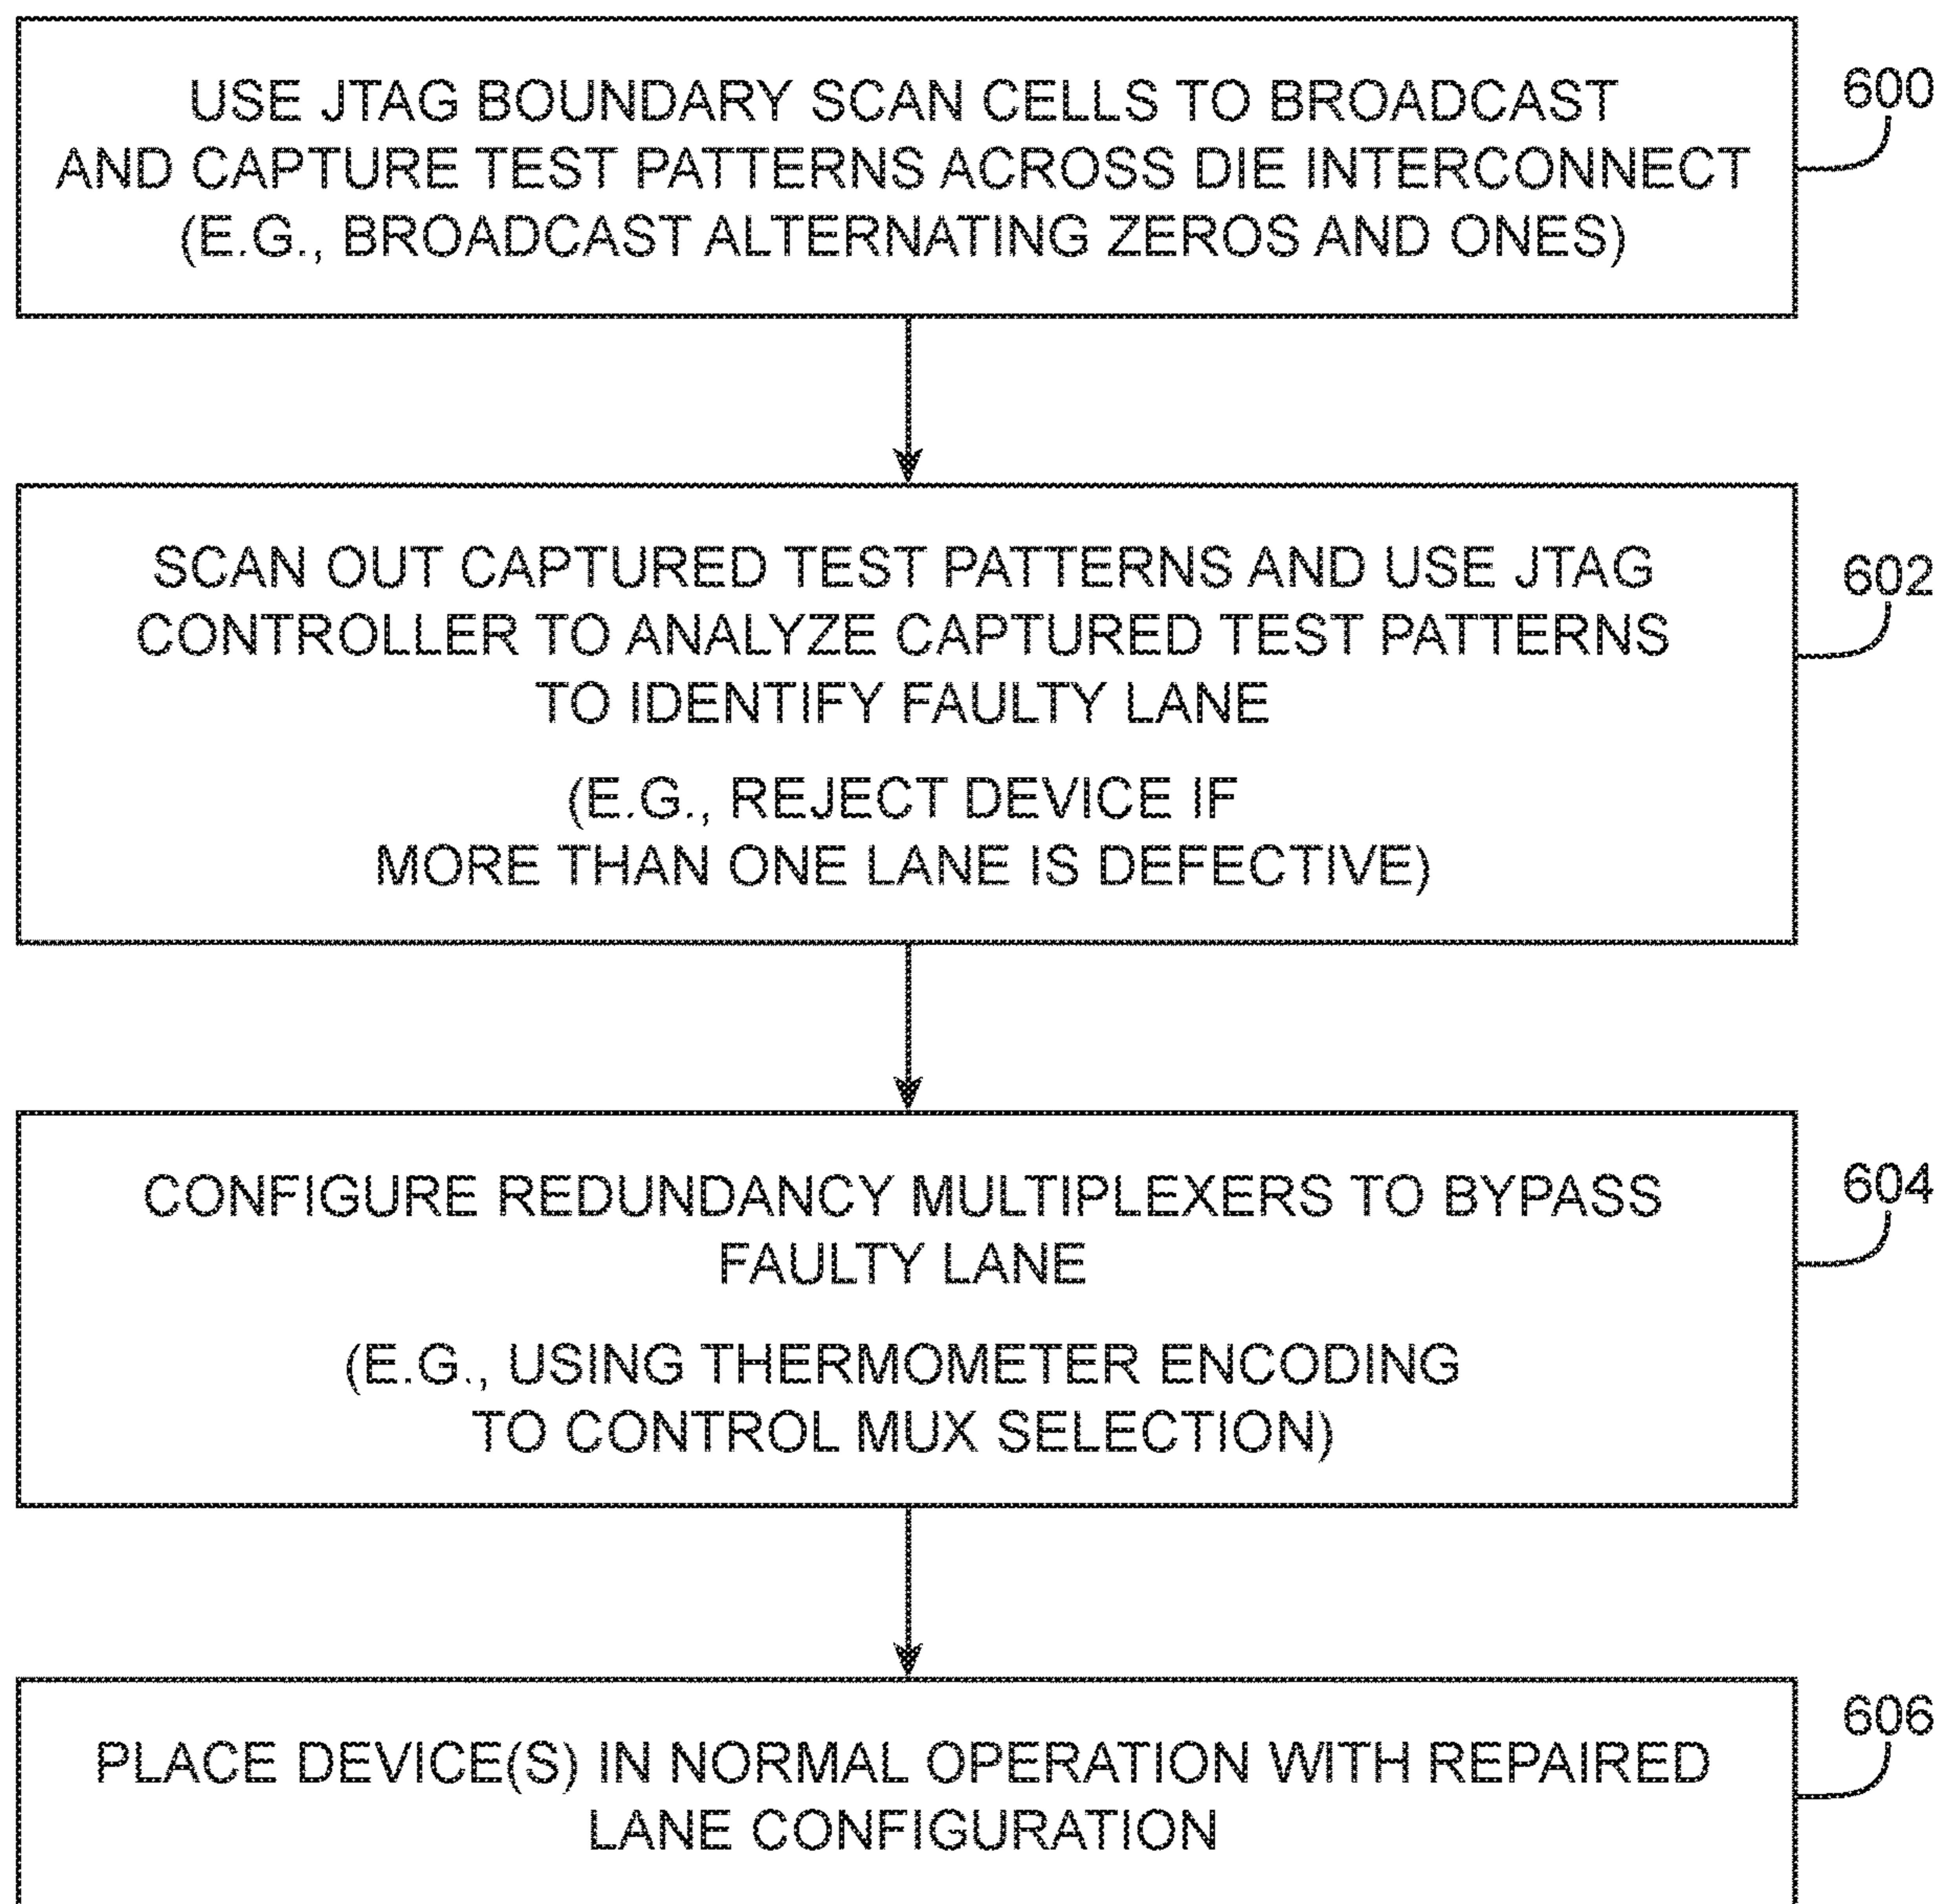 USE JTAG BOUNDARY SCAN CELLS TO BROADCAST
AND CAPTURE TEST PATTERNS ACROSS DIE INTERCONNECT
(E.G., BROADCAST ALTERNATING ZEROS AND ONES)
600
SCAN OUT CAPTURED TEST PATTERNS AND USE JTAG
CONTROLLER TO ANALYZE CAPTURED TEST PATTERNS
TO IDENTIFY FAULTY LANE
(E.G., REJECT DEVICE IF
MORE THAN ONE LANE IS DEFECTIVE)
602
CONFIGURE REDUNDANCY MULTIPLEXERS TO BYPASS
FAULTY LANE
(E.G., USING THERMOMETER ENCODING
TO CONTROL MUX SELECTION)
604
PLACE DEVICE(S) IN NORMAL OPERATION WITH REPAIRED
LANE CONFIGURATION
606